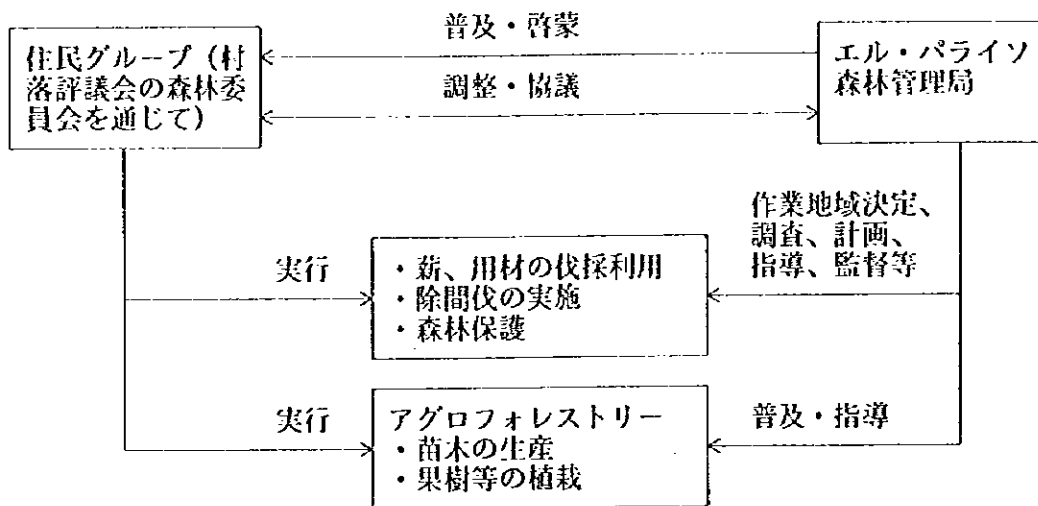 普及・啓蒙
住民グループ(村
落評議会の森林委
員会を通じて)
エル・パライソ
森林管理局
調整・協議
作業地域決定、
調査、計画、
指導、監督等
実行
・薪、用材の伐採利用
・除間伐の実施
・森林保護
実行
アグロフォレストリー
・苗木の生産
・果樹等の植栽
普及・指導